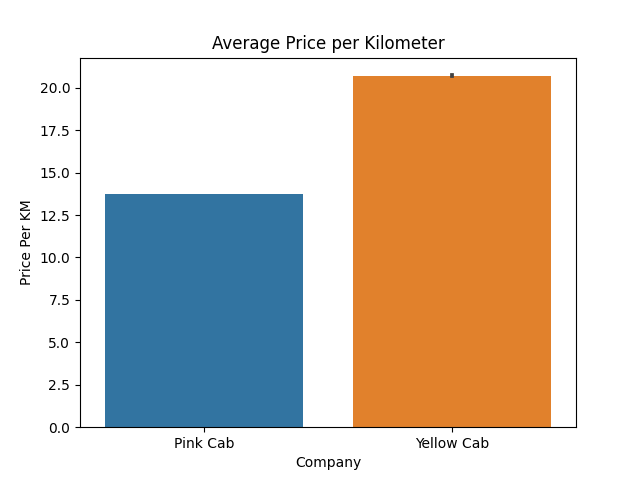 Average Price per Kilometer
Price Per KM
20.0
17.5
15.0
12.5
10.0
7.5
5.0
2.5
0.0
Pink Cab
Yellow Cab
Company